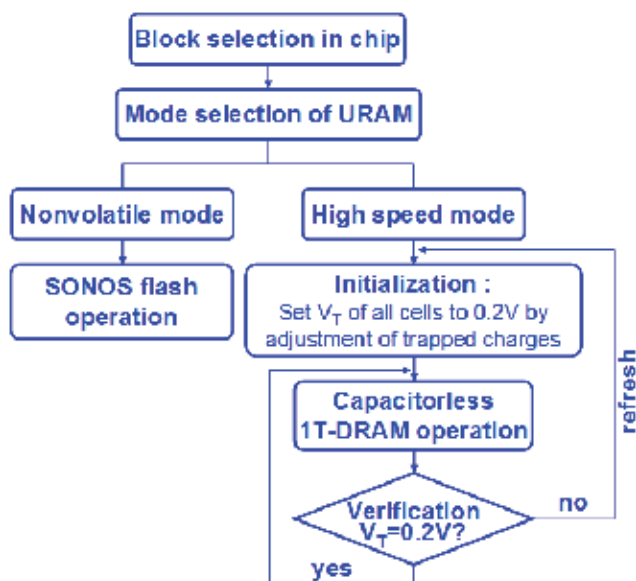 Block selection in chip
Mode selection of URAM
Nonvolatile mode
High speed mode
SONOS flash
operation
Initialization :
Set VT of all cells to 0.2V by
adjustment of trapped charges
Capacitorless
1T-DRAM operation
refresh
Verification
VT=0.2V?
no
yes